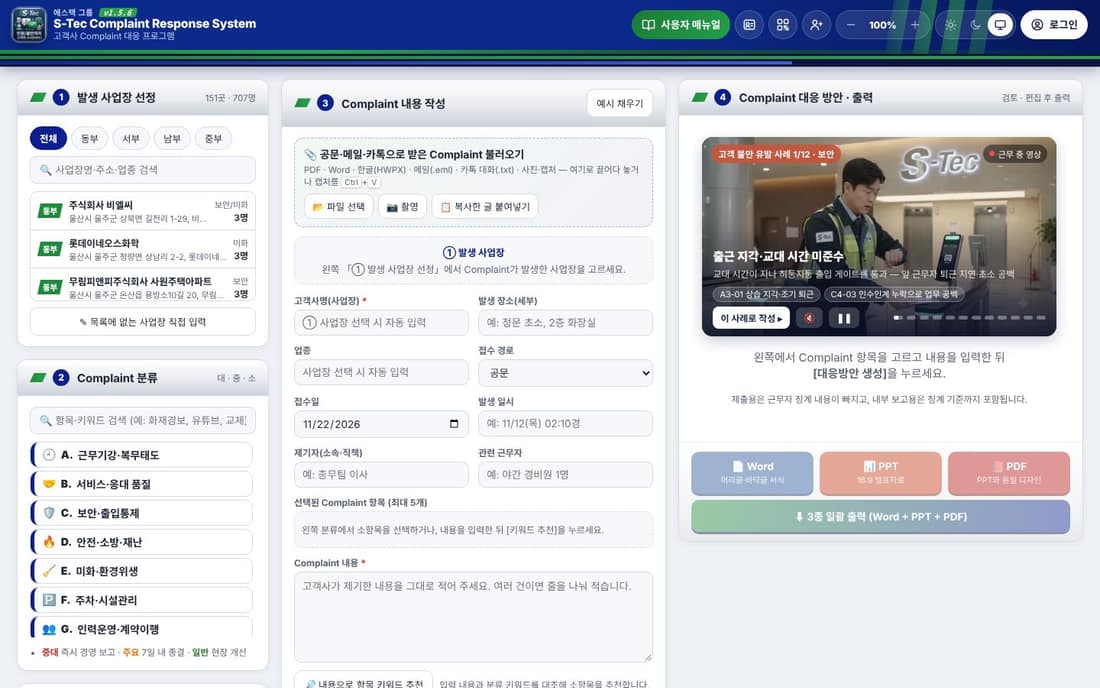 에스텍 그룹 v1.5.6
S-Tec Complaint Response System
고객사 Complaint 대응 프로그램
사용자 매뉴얼
− 100% +
로그인
1 발생 사업장 선정 151곳 · 707명
전체 동부 서부 남부 중부
사업장명·주소·업종 검색
동부 주식회사 비엘씨 보안/미화
울산시 울주군 상북면 길천리 1-29, 비... 3명
동부 롯데이네오스화학 미화
울산시 울주군 청량면 상남리 2-2, 롯데이네... 3명
동부 무림피앤피주식회사 사원주택아파트 보안
울산시 울주군 온산읍 용방소10길 20, 무림... 3명
✎ 목록에 없는 사업장 직접 입력
2 Complaint 분류 대 · 중 · 소
항목·키워드 검색 (예: 화재경보, 유튜브, 교체)
A. 근무기강·복무태도
B. 서비스·응대 품질
C. 보안·출입통제
D. 안전·소방·재난
E. 미화·환경위생
F. 주차·시설관리
G. 인력운영·계약이행
• 중대 즉시 경영 보고 · 주요 7일 내 종결 · 일반 현장 개선
3 Complaint 내용 작성 예시 채우기
공문·메일·카톡으로 받은 Complaint 불러오기
PDF · Word · 한글(HWPX) · 메일(.eml) · 카톡 대화(.txt) · 사진·캡처 — 여기로 끌어다 놓거
나 캡처를 Ctrl + V
파일 선택 촬영 복사한 글 붙여넣기
① 발생 사업장
왼쪽 「① 발생 사업장 선정」에서 Complaint가 발생한 사업장을 고르세요.
고객사명(사업장) * 발생 장소(세부)
① 사업장 선택 시 자동 입력 예: 정문 초소, 2층 화장실
업종 접수 경로
사업장 선택 시 자동 입력 공문
접수일 발생 일시
11/22/2026 예: 11/12(목) 02:10경
제기자(소속·직책) 관련 근무자
예: 총무팀 이사 예: 야간 경비원 1명
선택된 Complaint 항목 (최대 5개)
왼쪽 분류에서 소항목을 선택하거나, 내용을 입력한 뒤 [키워드 추천]을 누르세요.
Complaint 내용 *
고객사가 제기한 내용을 그대로 적어 주세요. 여러 건이면 줄을 나눠 적습니다.
내용으로 항목 키워드 추천 입력 내용과 분류 키워드를 대조해 소항목을 추천합니다.
4 Complaint 대응 방안 · 출력 검토 · 편집 후 출력
고객 불만 유발 사례 1/12 · 보안 S-Tec 근무 중 영상
출근 지각·교대 시간 미준수
교대 시간이 지나 허둥지둥 출입 게이트를 통과 — 앞 근무자 퇴근 지연·초소 공백
A3-01 상습 지각·조기 퇴근 C4-03 인수인계 누락으로 업무 공백
이 사례로 작성 ▸
왼쪽에서 Complaint 항목을 고르고 내용을 입력한 뒤
[대응방안 생성]을 누르세요.
제출용은 근무자 징계 내용이 빠지고, 내부 보고용은 징계 기준까지 포함됩니다.
Word PPT PDF
머리글·바닥글 서식 16:9 발표자료 PPT와 동일 디자인
⬇ 3종 일괄 출력 (Word + PPT + PDF)